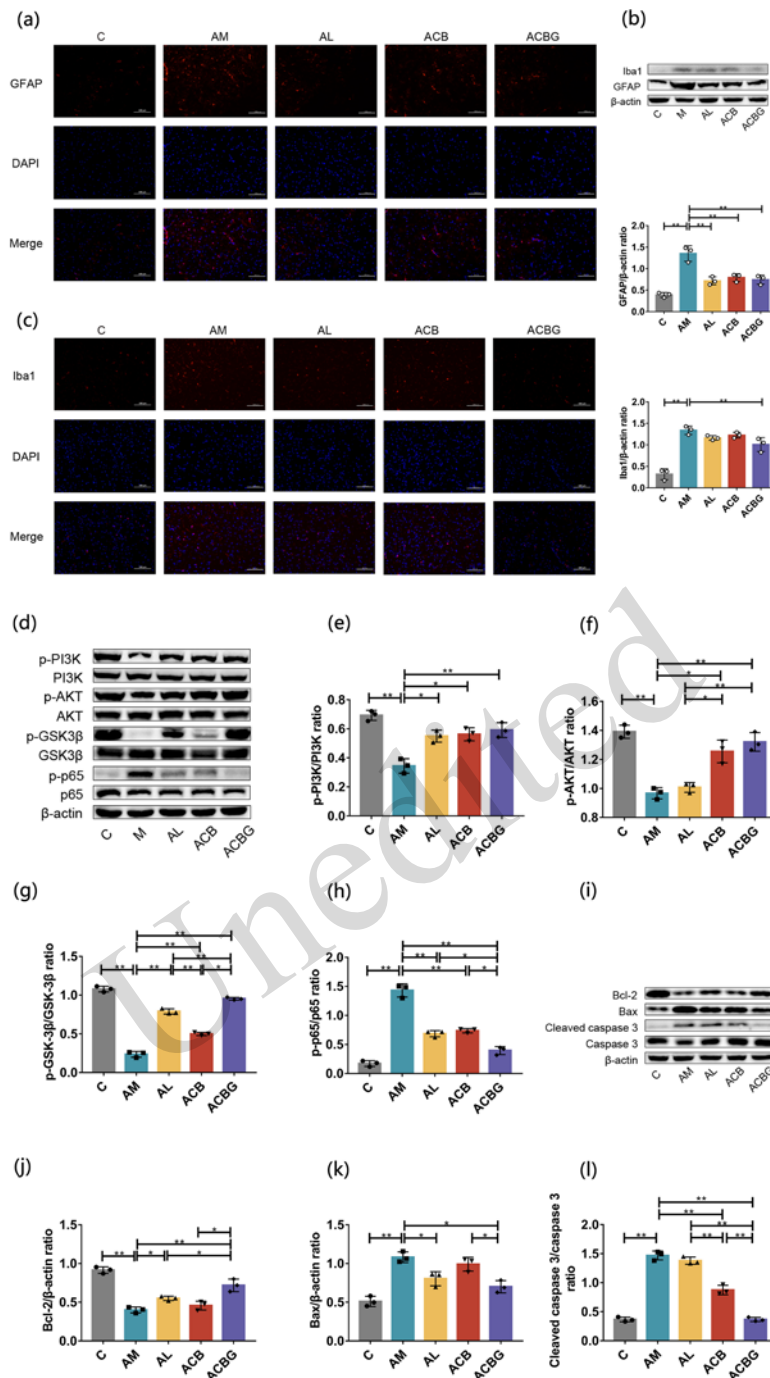 (a)
C AM AL ACB ACBG
GFAP
DAPI
Merge
(b)
Iba1
GFAP
β-actin
C M AL ACB ACBG
** ** ** **
GFAP/β-actin ratio
2.0
1.5
1.0
0.5
0.0
C AM AL ACB ACBG
** **
Iba1/β-actin ratio
2.0
1.5
1.0
0.5
0.0
C AM AL ACB ACBG
(c)
C AM AL ACB ACBG
Iba1
DAPI
Merge
(d)
p-PI3K
PI3K
p-AKT
AKT
p-GSK3β
GSK3β
p-p65
p65
β-actin
C M AL ACB ACBG
(e)
**
*
** *
p-PI3K/PI3K ratio
0.8
0.6
0.4
0.2
0.0
C AM AL ACB ACBG
(f)
**
*
**
** *
p-AKT/AKT ratio
1.6
1.4
1.2
1.0
0.8
C AM AL ACB ACBG
Unedited
(g)
**
**
**
** ** ** *
p-GSK-3β/GSK-3β ratio
1.5
1.0
0.5
0.0
C AM AL ACB ACBG
(h)
**
** *
** ** *
p-p65/p65 ratio
2.0
1.5
1.0
0.5
0.0
C AM AL ACB ACBG
(i)
Bcl-2
Bax
Cleaved caspase 3
Caspase 3
β-actin
C AM AL ACB ACBG
(j)
*
**
** * *
Bcl-2/β-actin ratio
1.5
1.0
0.5
0.0
C AM AL ACB ACBG
(k)
*
** * *
Bax/β-actin ratio
1.5
1.0
0.5
0.0
C AM AL ACB ACBG
(l)
**
**
**
** ** **
Cleaved caspase 3/caspase 3
ratio
2.0
1.5
1.0
0.5
0.0
C AM AL ACB ACBG